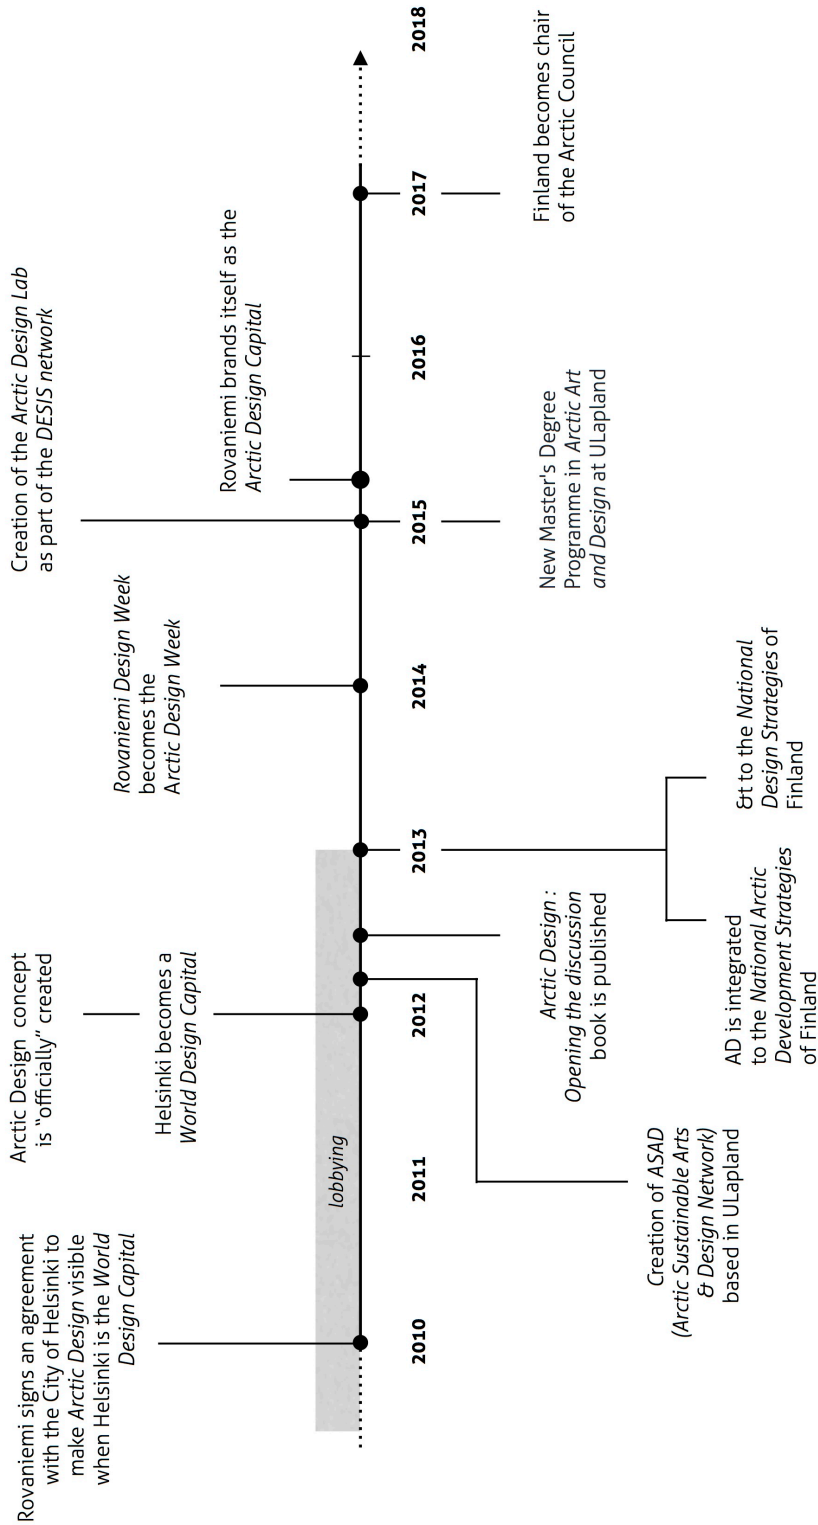 Rovaniemi signs an agreement
with the City of Helsinki to
make Arctic Design visible
when Helsinki is the World
Design Capital
Arctic Design concept
is "officially" created
Helsinki becomes a
World Design Capital
Rovaniemi Design Week
becomes the
Arctic Design Week
Creation of the Arctic Design Lab
as part of the DESIS network
Rovaniemi brands itself as the
Arctic Design Capital
lobbying
2010
2011
2012
2013
2014
2015
2016
2017
2018
Creation of ASAD
(Arctic Sustainable Arts
& Design Network)
based in ULapland
Arctic Design :
Opening the discussion
book is published
AD is integrated
to the National Arctic
Development Strategies
of Finland
&t to the National
Design Strategies of
Finland
New Master's Degree
Programme in Arctic Art
and Design at ULapland
Finland becomes chair
of the Arctic Council